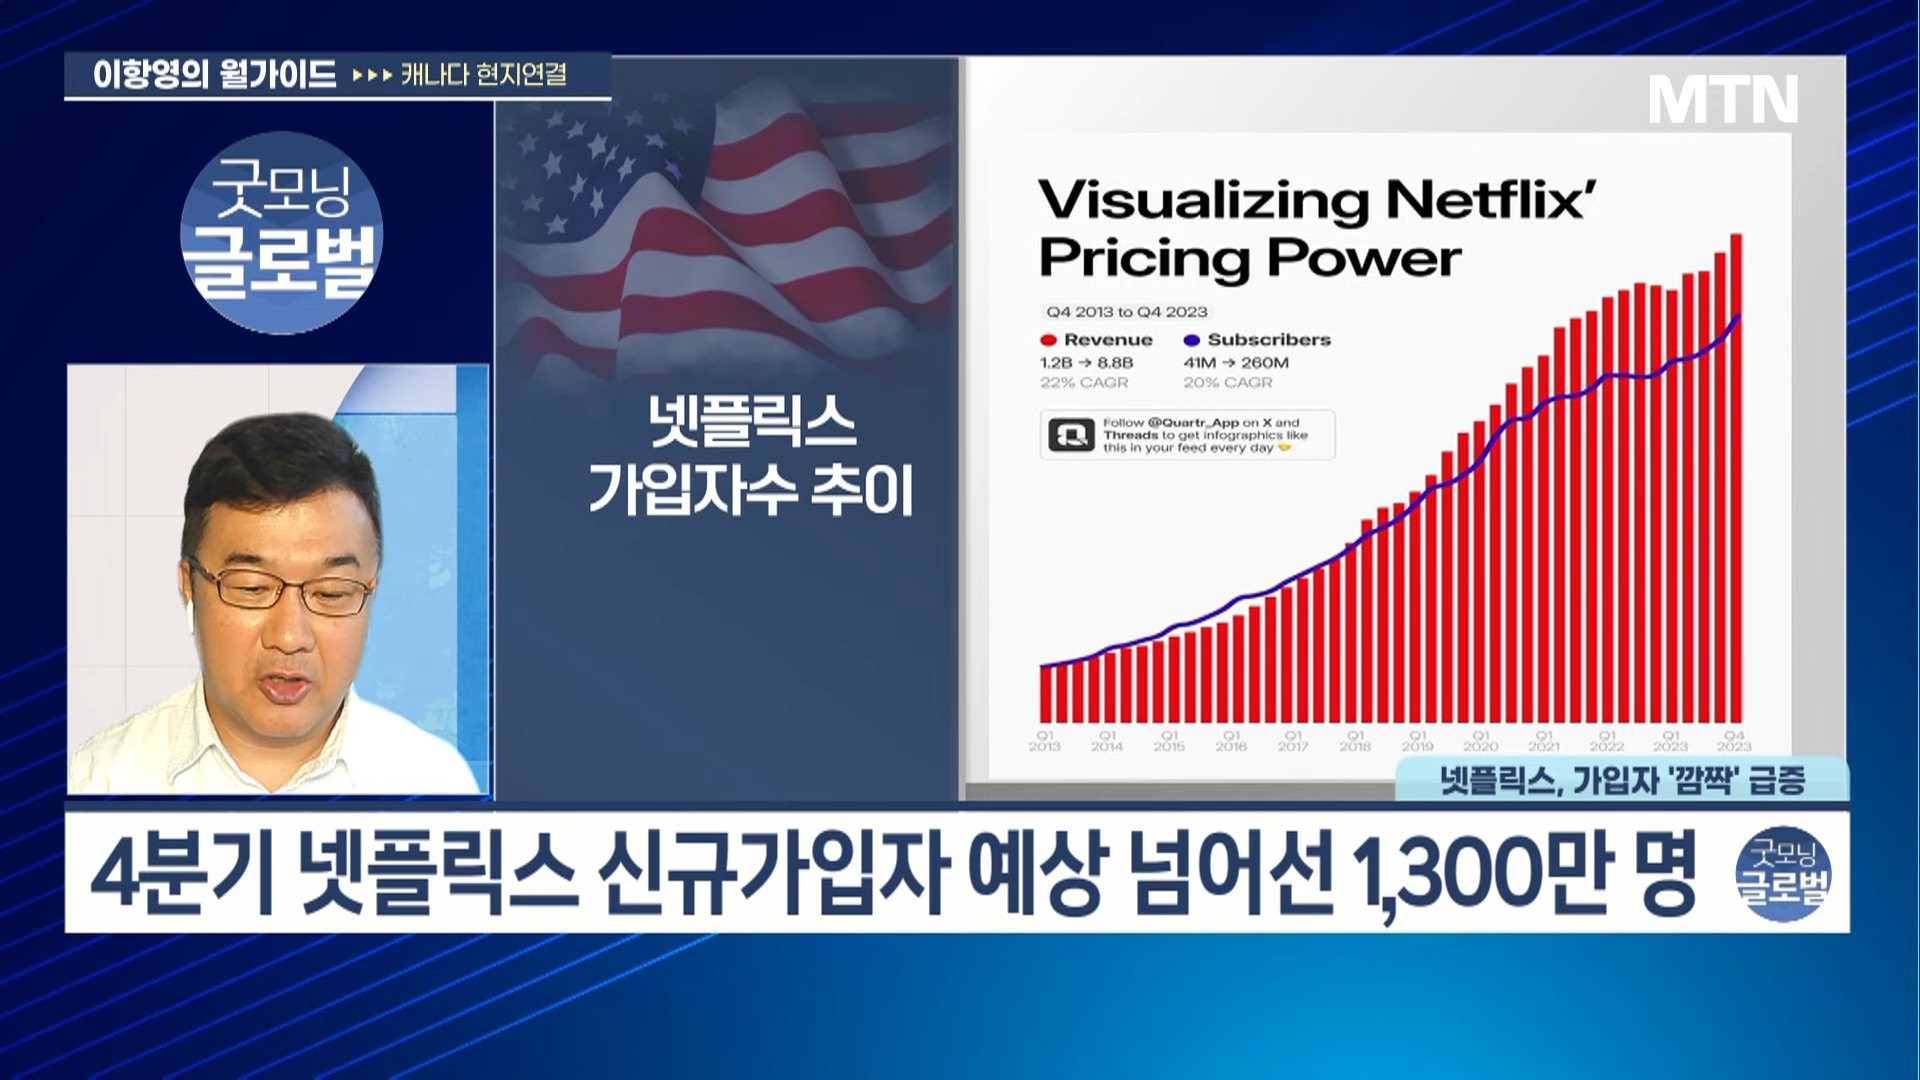 이항영의 월가이드 ▸▸▸ 캐나다 현지연결
MTN
굿모닝
글로벌
넷플릭스
가입자수 추이
Visualizing Netflix'
Pricing Power
Q4 2013 to Q4 2023
Revenue
1.2B → 8.8B
22% CAGR
Subscribers
41M → 260M
20% CAGR
Follow @Quartr_App on X and
Threads to get infographics like
this in your feed every day
Q1 2013 Q1 2014 Q1 2015 Q1 2016 Q1 2017 Q1 2018 Q1 2019 Q1 2020 Q1 2021 Q1 2022 Q1 2023 Q4 2023
넷플릭스, 가입자 '깜짝' 급증
4분기 넷플릭스 신규가입자 예상 넘어선 1,300만 명
굿모닝
글로벌